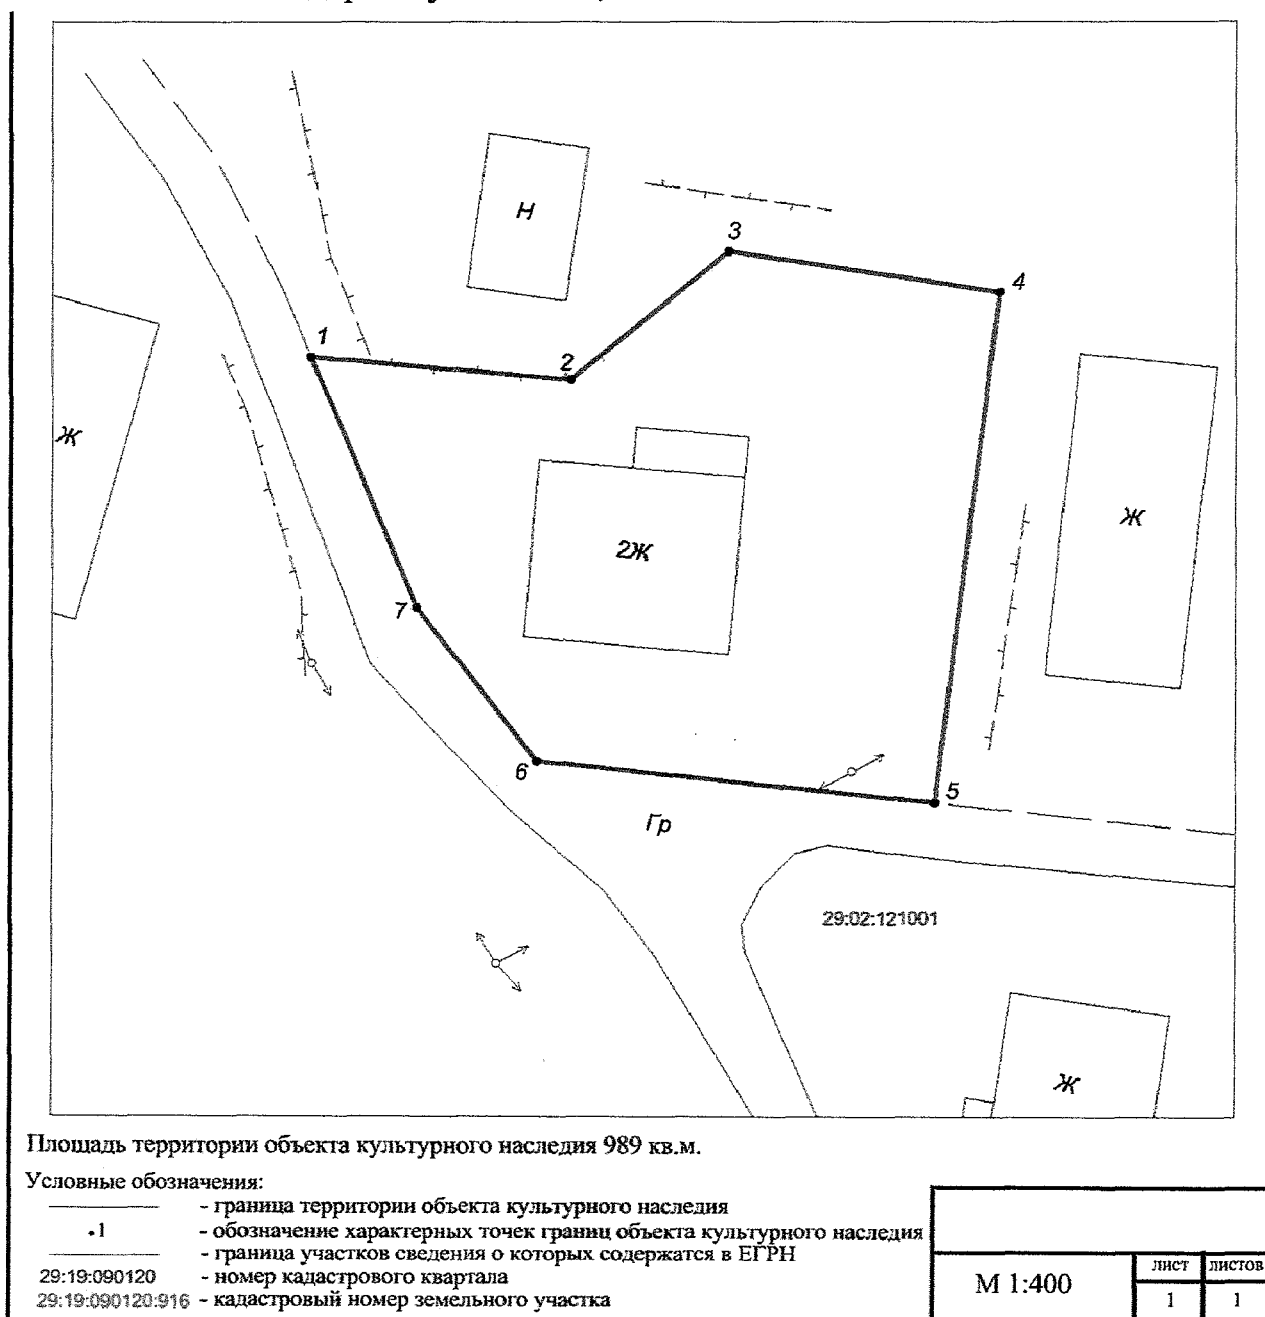 Н
3
4
1
2
Ж
Ж
2Ж
7
6
5
Гр
29:02:121001
Ж
Площадь территории объекта культурного наследия 989 кв.м.
Условные обозначения:
- граница территории объекта культурного наследия
.1 - обозначение характерных точек границ объекта культурного наследия
- граница участков сведения о которых содержатся в ЕГРН
29:19:090120 - номер кадастрового квартала
29:19:090120:916 - кадастровый номер земельного участка
М 1:400
лист листов
1 1